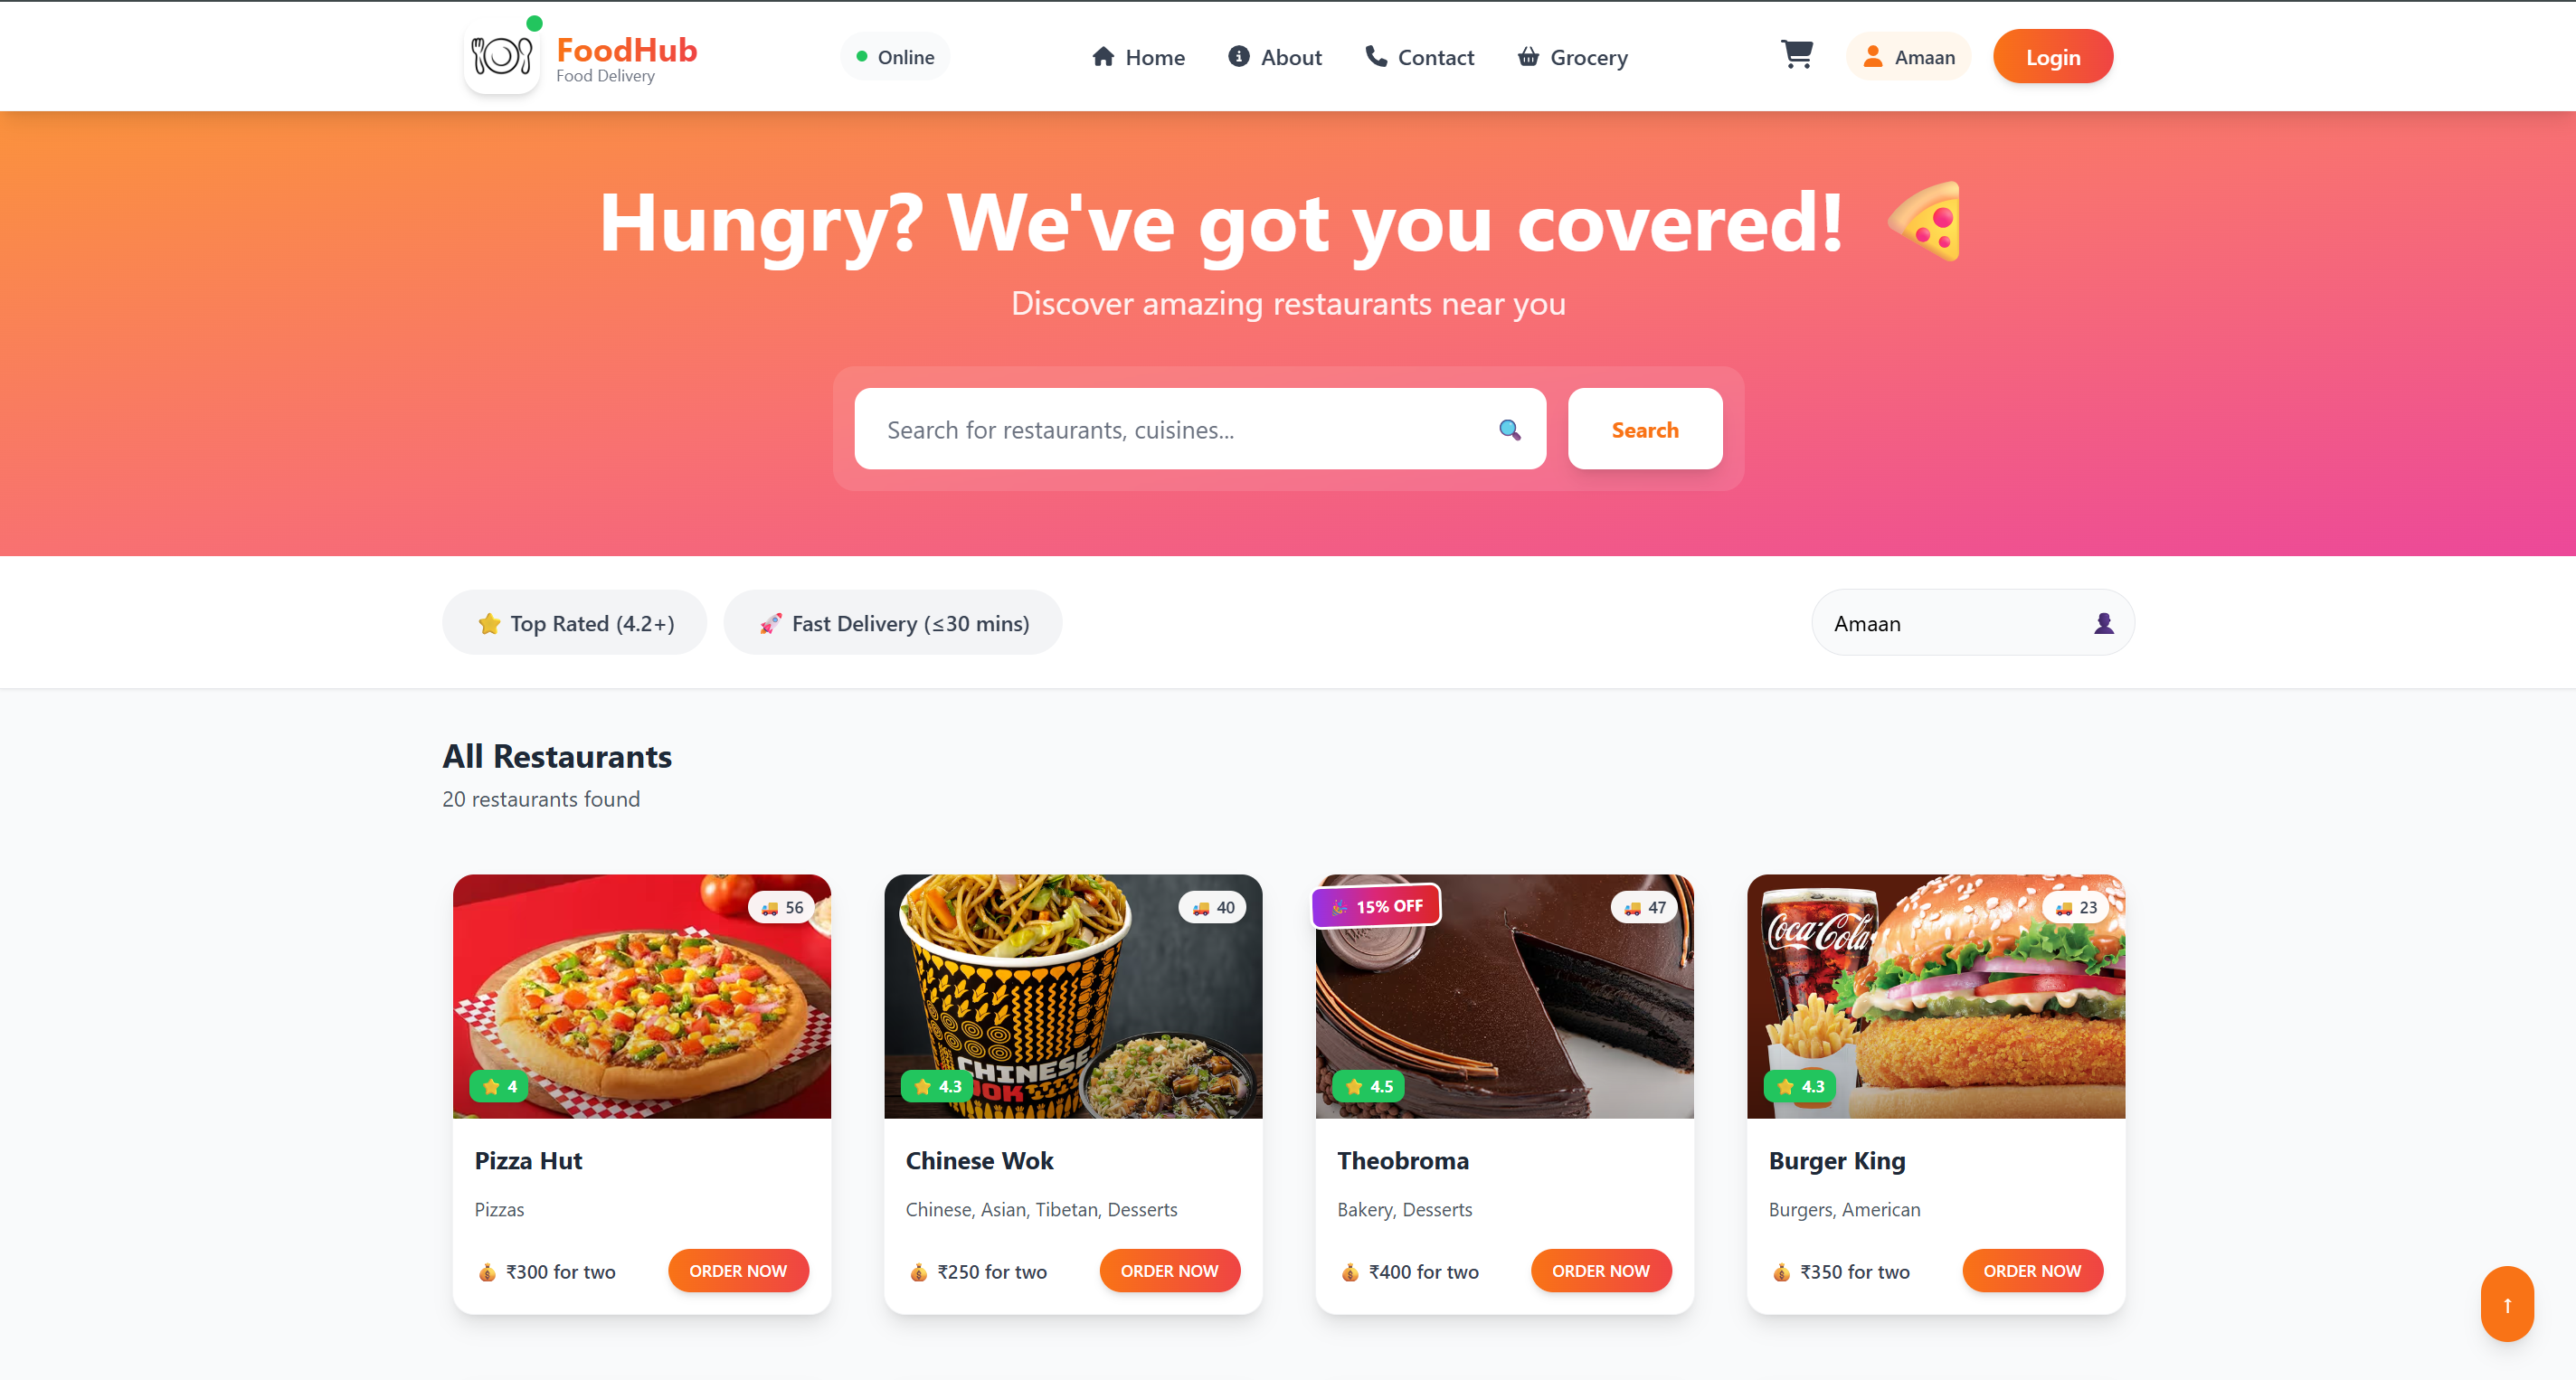 FoodHub
Food Delivery
Online
Home
About
Contact
Grocery
Amaan
Login
Hungry? We've got you covered!
Discover amazing restaurants near you
Search for restaurants, cuisines...
Search
Top Rated (4.2+)
Fast Delivery (≤30 mins)
Amaan
All Restaurants
20 restaurants found
56
4
Pizza Hut
Pizzas
₹300 for two
ORDER NOW
40
CHINESE
WOK
4.3
Chinese Wok
Chinese, Asian, Tibetan, Desserts
₹250 for two
ORDER NOW
15% OFF
47
4.5
Theobroma
Bakery, Desserts
₹400 for two
ORDER NOW
23
Coca-Cola
4.3
Burger King
Burgers, American
₹350 for two
ORDER NOW
↑